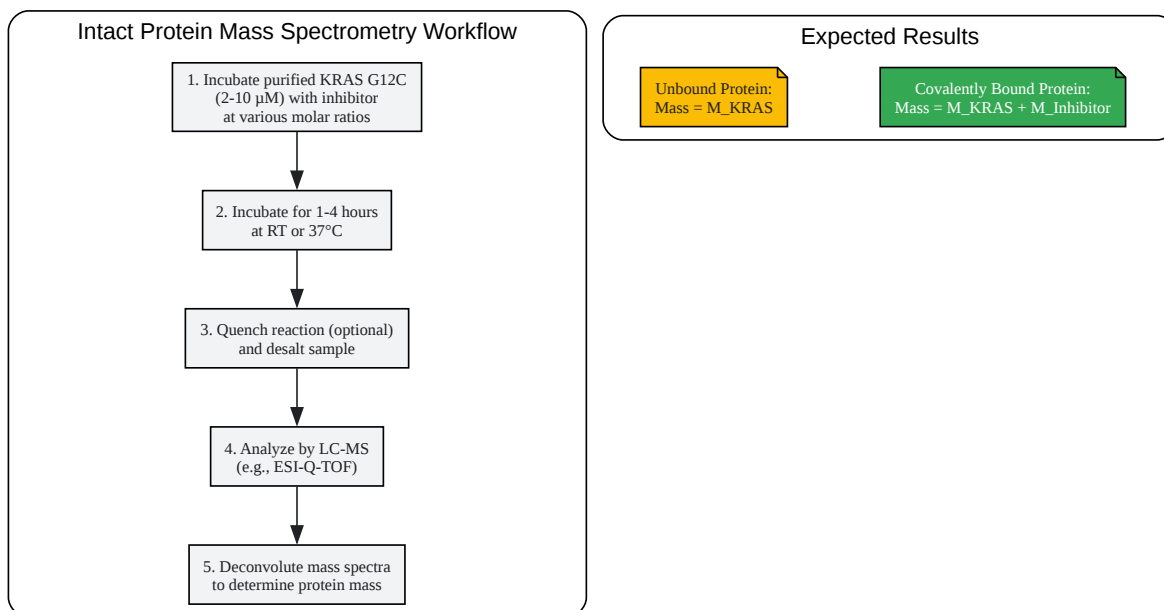 Intact Protein Mass Spectrometry Workflow
1. Incubate purified KRAS G12C
(2-10 µM) with inhibitor
at various molar ratios
2. Incubate for 1-4 hours
at RT or 37°C
3. Quench reaction (optional)
and desalt sample
4. Analyze by LC-MS
(e.g., ESI-Q-TOF)
5. Deconvolute mass spectra
to determine protein mass
Expected Results
Unbound Protein:
Mass = M_KRAS
Covalently Bound Protein:
Mass = M_KRAS + M_Inhibitor